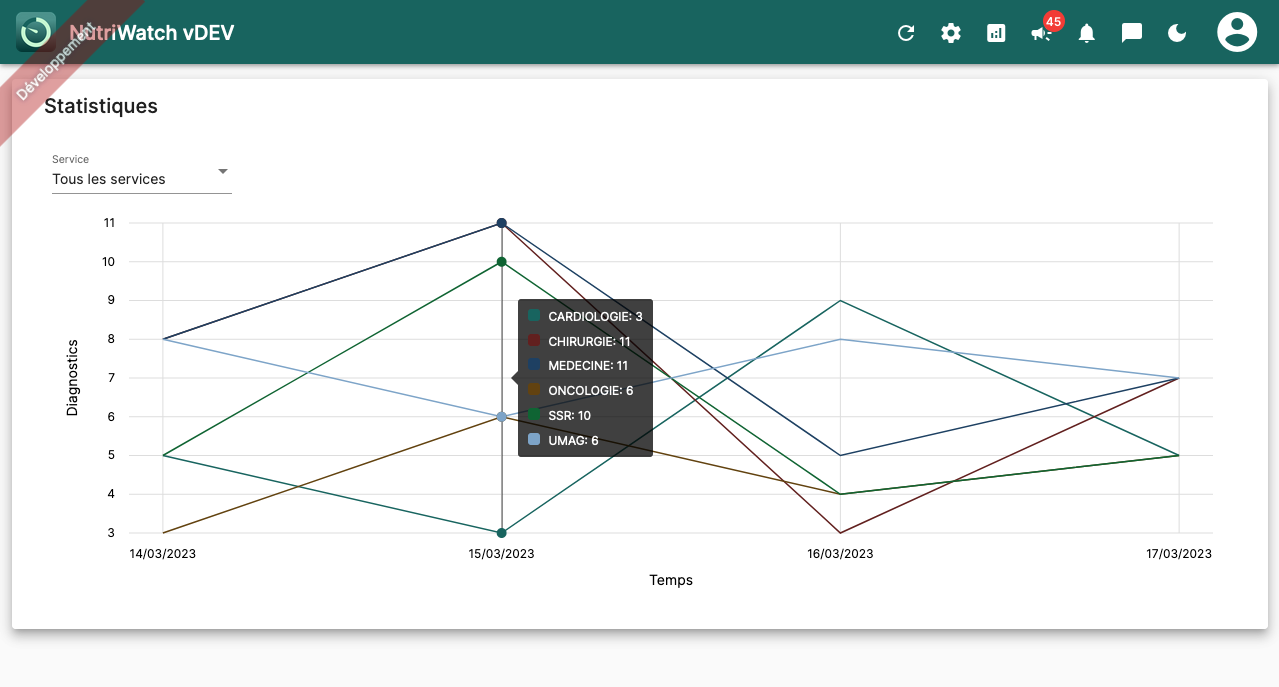 NutriWatch vDEV
Développement
45
Statistiques
Service
Tous les services
11
10
9
8
7
6
5
4
3
Diagnostics
CARDIOLOGIE: 3
CHIRURGIE: 11
MEDECINE: 11
ONCOLOGIE: 6
SSR: 10
UMAG: 6
14/03/2023
15/03/2023
16/03/2023
17/03/2023
Temps